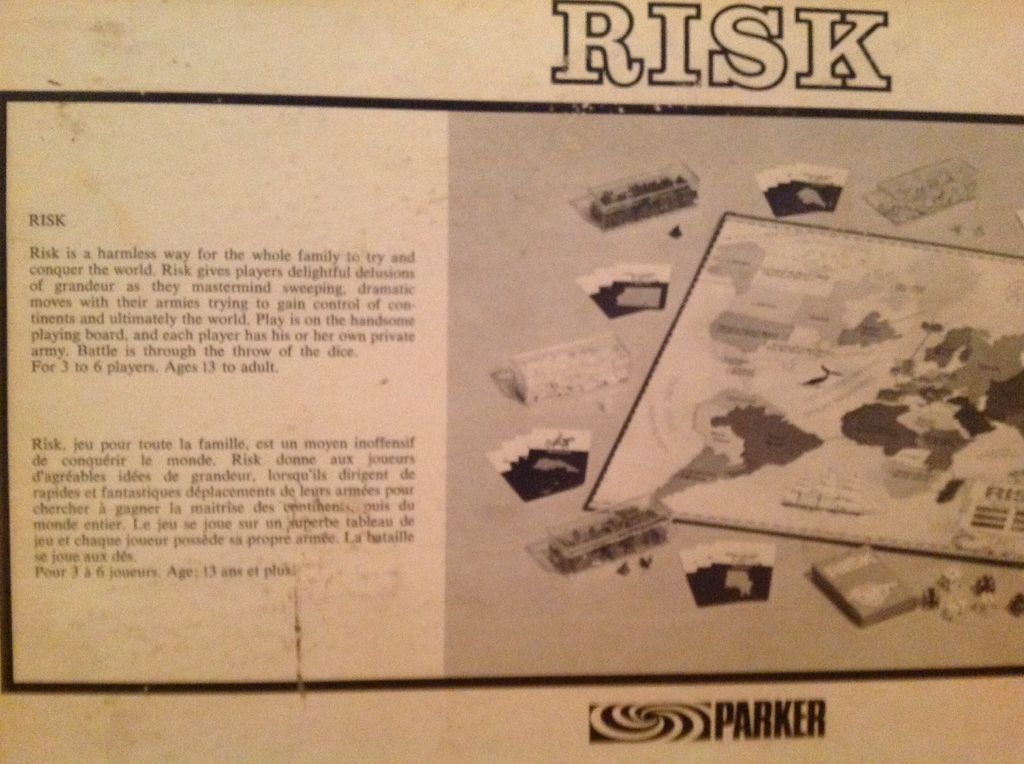 RISK
RISK
Risk is a harmless way for the whole family to try and
conquer the world. Risk gives players delightful delusions
of grandeur as they mastermind sweeping, dramatic
moves with their armies trying to gain control of con-
tinents and ultimately the world. Play is on the handsome
playing board, and each player has his or her own private
army. Battle is through the throw of the dice.
For 3 to 6 players. Ages 13 to adult.
Risk, jeu pour toute la famille, est un moyen inoffensif
de conquérir le monde. Risk donne aux joueurs
d'agréables idées de grandeur, lorsqu'ils dirigent de
rapides et fantastiques déplacements de leurs armées pour
chercher à gagner la maitrise des continents, puis du
monde entier. Le jeu se joue sur un superbe tableau de
jeu et chaque joueur possède sa propre armée. La bataille
se joue aux dés.
Pour 3 à 6 joueurs. Age: 13 ans et plus.
RIS
PARKER